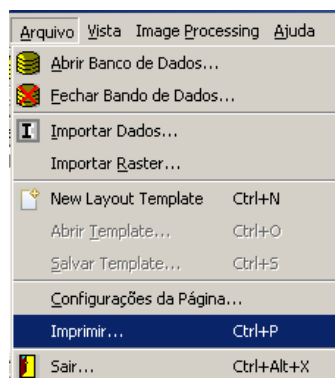 Arquivo Vista Image Processing Ajuda
Abrir Banco de Dados...
Fechar Bando de Dados...
Importar Dados...
Importar Raster...
New Layout Template Ctrl+N
Abrir Template... Ctrl+O
Salvar Template... Ctrl+S
Configurações da Página...
Imprimir... Ctrl+P
Sair... Ctrl+Alt+X